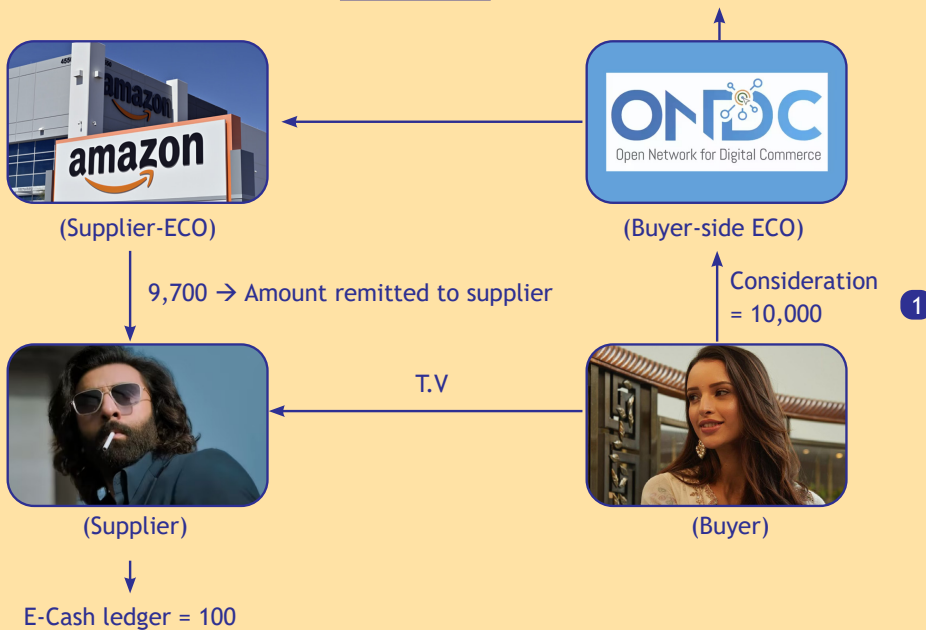 amazon
amazon
ONDC
Open Network for Digital Commerce
(Supplier-ECO)
(Buyer-side ECO)
9,700 → Amount remitted to supplier
Consideration
= 10,000
1
T.V
(Supplier)
(Buyer)
E-Cash ledger = 100